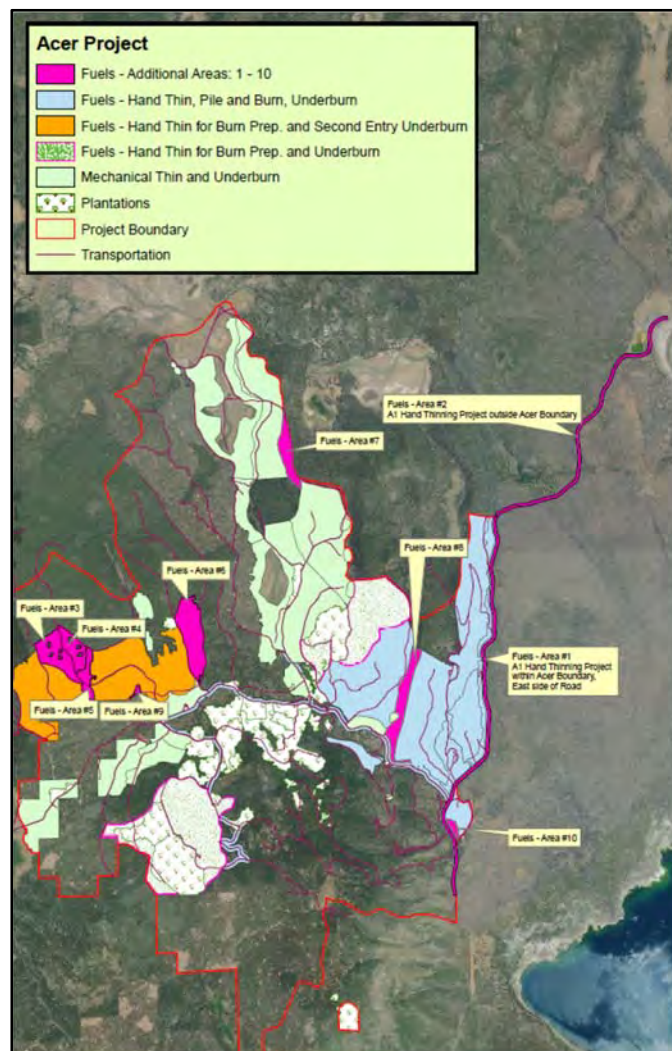 Acer Project
Fuels - Additional Areas: 1 - 10
Fuels - Hand Thin, Pile and Burn, Underburn
Fuels - Hand Thin for Burn Prep. and Second Entry Underburn
Fuels - Hand Thin for Burn Prep. and Underburn
Mechanical Thin and Underburn
Plantations
Project Boundary
Transportation
Fuels - Area #2
A1 Hand Thinning Project outside Acer Boundary
Fuels - Area #7
Fuels - Area #8
Fuels - Area #6
Fuels - Area #3
Fuels - Area #4
Fuels - Area #1
A1 Hand Thinning Project
within Acer Boundary,
East side of Road
Fuels - Area #5
Fuels - Area #9
Fuels - Area #10